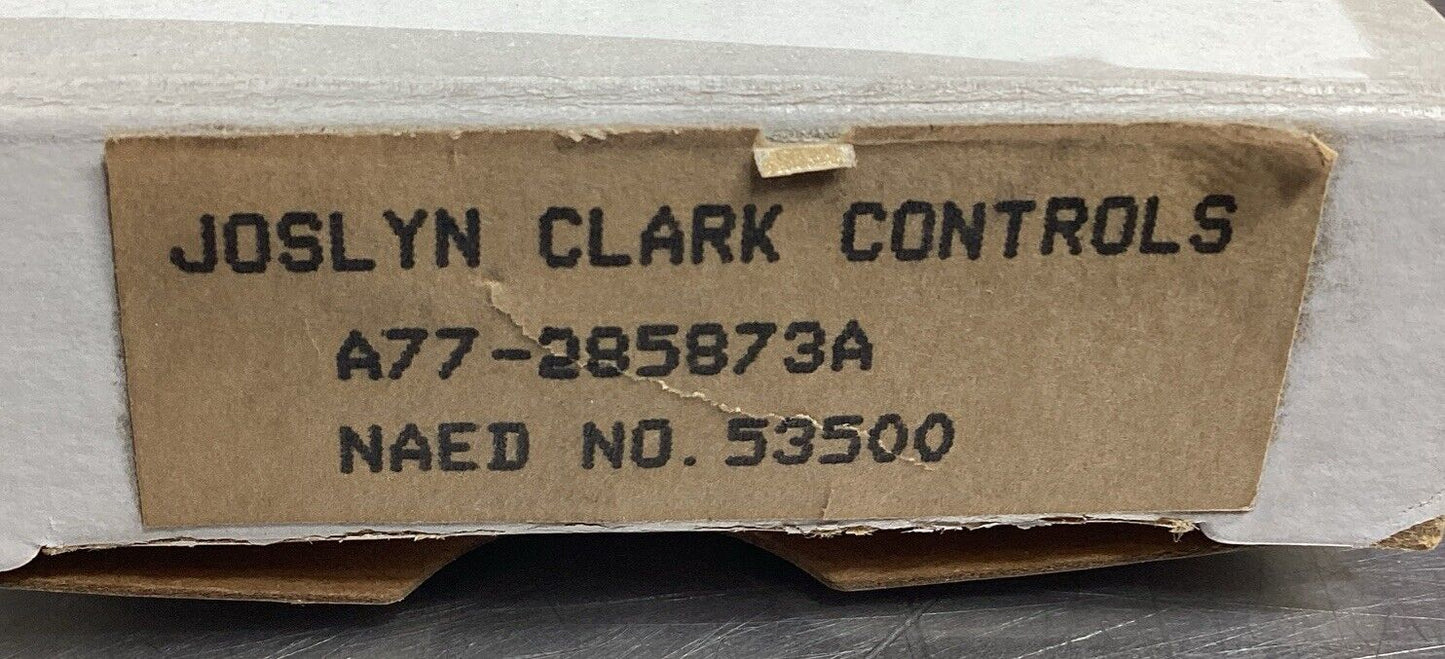 JOSLYN CLARK CONTROLS
A77-285873A
NAED NO. 53500